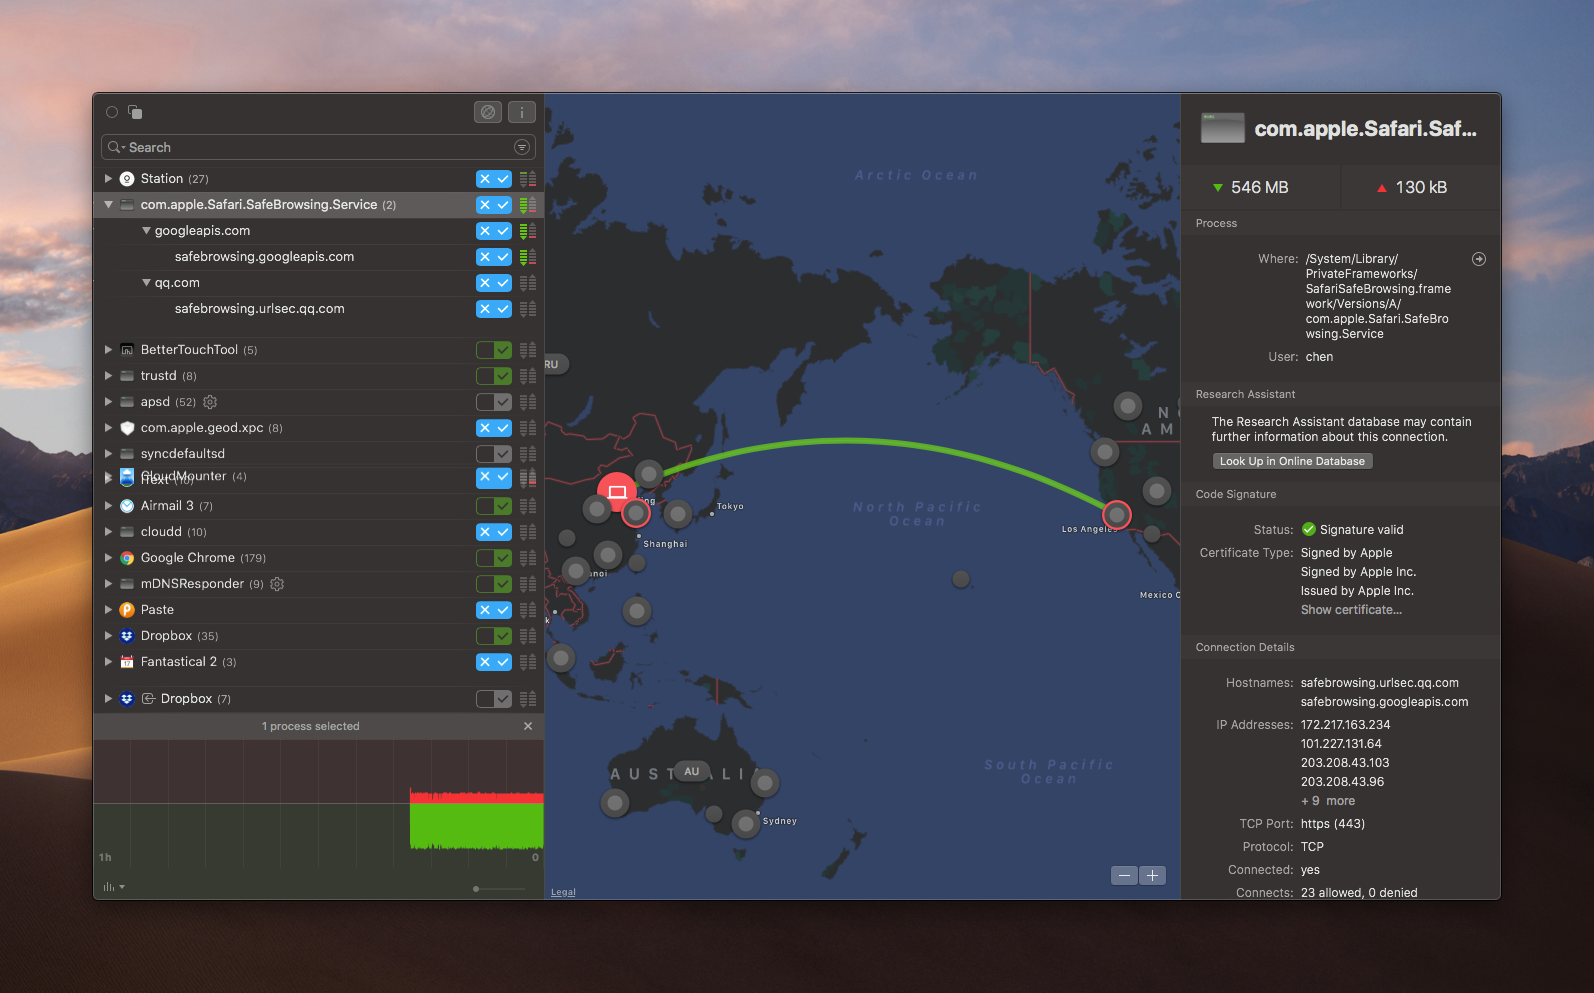 Search
Station (27)
com.apple.Safari.SafeBrowsing.Service (2)
googleapis.com
safebrowsing.googleapis.com
qq.com
safebrowsing.urlsec.qq.com
BetterTouchTool (5)
trustd (8)
apsd (52)
com.apple.geod.xpc (8)
syncdefaultsd
CloudMounter (4)
Airmail 3 (7)
cloudd (10)
Google Chrome (179)
mDNSResponder (9)
Paste
Dropbox (35)
Fantastical 2 (3)
Dropbox (7)
1 process selected
1h
0
Arctic Ocean
RU
N
A M
Tokyo
ng
North Pacific
Ocean
Los Angeles
Shanghai
noi
Mexico C
k
South Pacific
Ocean
AUSTRALIA
AU
Sydney
Legal
com.apple.Safari.Saf...
546 MB
130 kB
Process
Where: /System/Library/
PrivateFrameworks/
SafariSafeBrowsing.frame
work/Versions/A/
com.apple.Safari.SafeBro
wsing.Service
User: chen
Research Assistant
The Research Assistant database may contain
further information about this connection.
Look Up in Online Database
Code Signature
Status: Signature valid
Certificate Type: Signed by Apple
Signed by Apple Inc.
Issued by Apple Inc.
Show certificate...
Connection Details
Hostnames: safebrowsing.urlsec.qq.com
safebrowsing.googleapis.com
IP Addresses: 172.217.163.234
101.227.131.64
203.208.43.103
203.208.43.96
+ 9 more
TCP Port: https (443)
Protocol: TCP
Connected: yes
Connects: 23 allowed, 0 denied